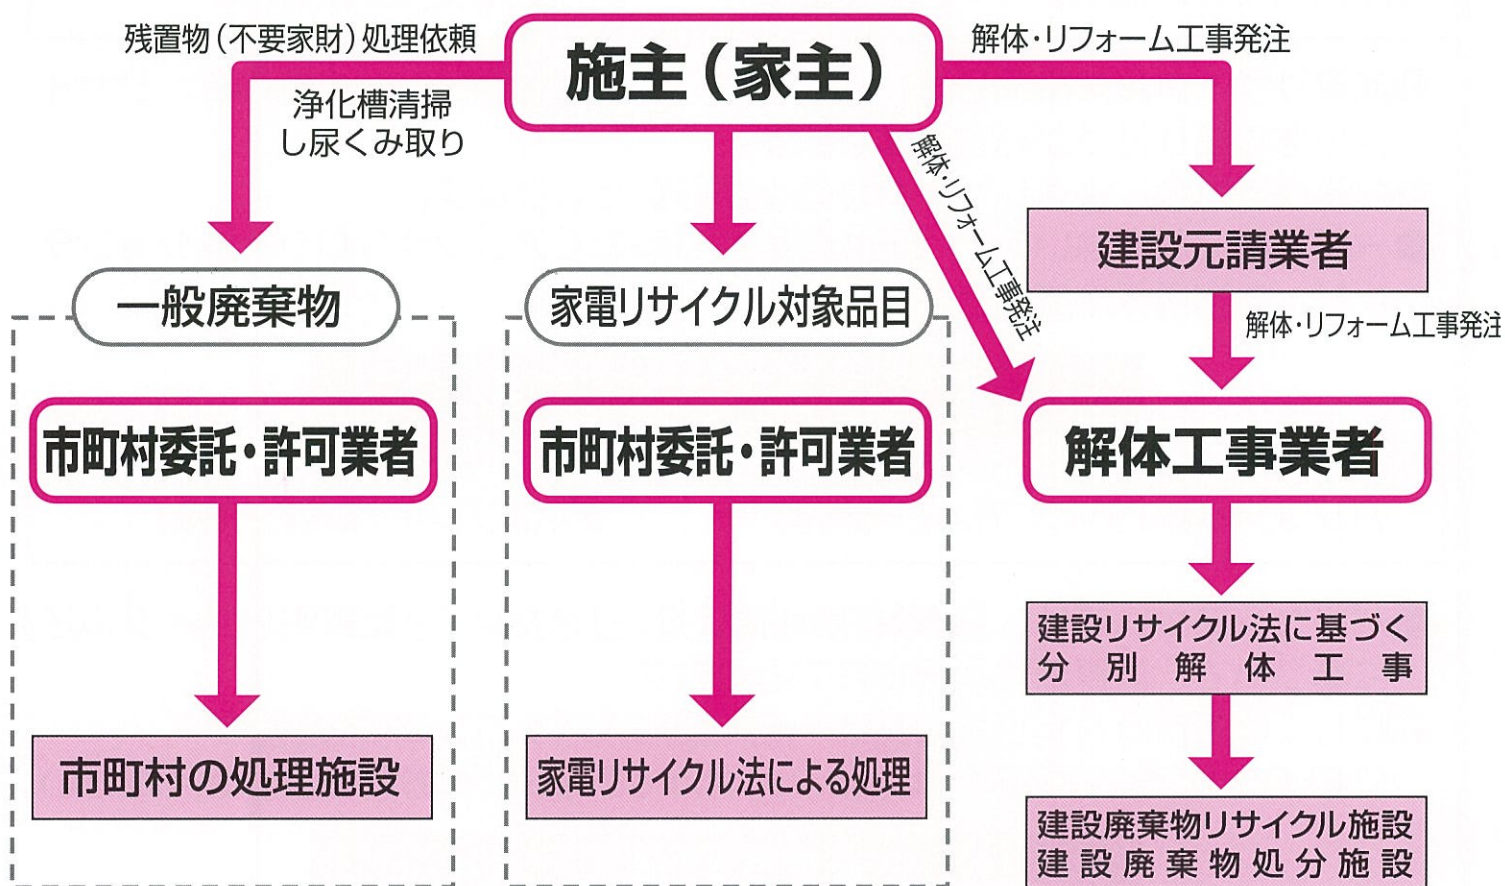 残置物(不要家財)処理依頼
浄化槽清掃
し尿くみ取り
施主(家主)
解体・リフォーム工事発注
解体・リフォーム工事発注
建設元請業者
解体・リフォーム工事発注
一般廃棄物
市町村委託・許可業者
市町村の処理施設
家電リサイクル対象品目
市町村委託・許可業者
家電リサイクル法による処理
解体工事業者
建設リサイクル法に基づく
分別解体工事
建設廃棄物リサイクル施設
建設廃棄物処分施設